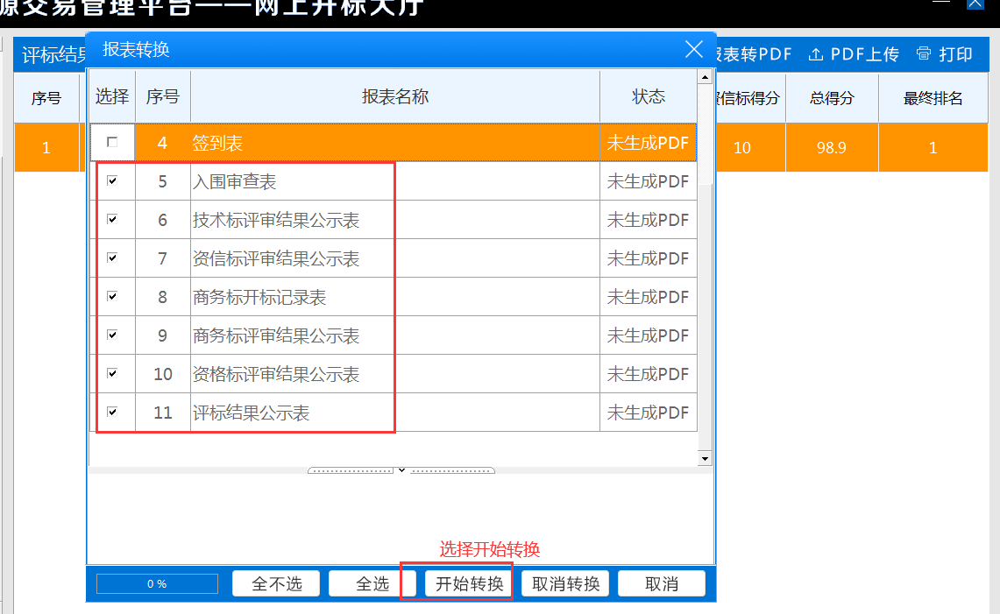 源交易管理平台——网上开标大厅
评标结果
报表转换
报表转PDF PDF上传 打印
序号 选择 序号 报表名称 状态 资信标得分 总得分 最终排名
1 4 签到表 未生成PDF 10 98.9 1
5 入围审查表 未生成PDF
6 技术标评审结果公示表 未生成PDF
7 资信标评审结果公示表 未生成PDF
8 商务标开标记录表 未生成PDF
9 商务标评审结果公示表 未生成PDF
10 资格标评审结果公示表 未生成PDF
11 评标结果公示表 未生成PDF
选择开始转换
0 % 全不选 全选 开始转换 取消转换 取消